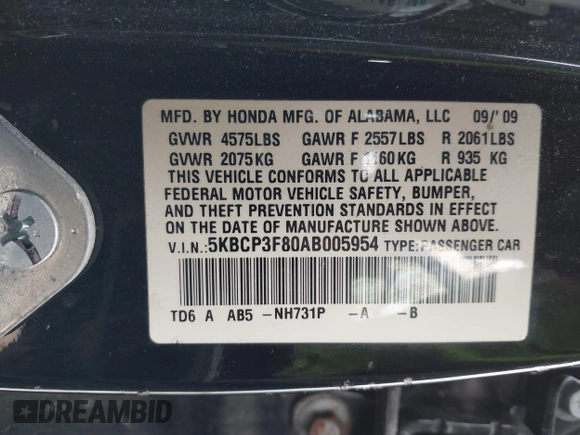 MFD. BY HONDA MFG. OF ALABAMA, LLC 09/'09
GVWR 4575LBS GAWR F 2557LBS R 2061LBS
GVWR 2075KG GAWR F 1160KG R 935 KG
THIS VEHICLE CONFORMS TO ALL APPLICABLE
FEDERAL MOTOR VEHICLE SAFETY, BUMPER,
AND THEFT PREVENTION STANDARDS IN EFFECT
ON THE DATE OF MANUFACTURE SHOWN ABOVE.
V.I.N.:5KBCP3F80AB005954 TYPE:PASSENGER CAR
TD6 A AB5 -NH731P -A -B
DREAMBID